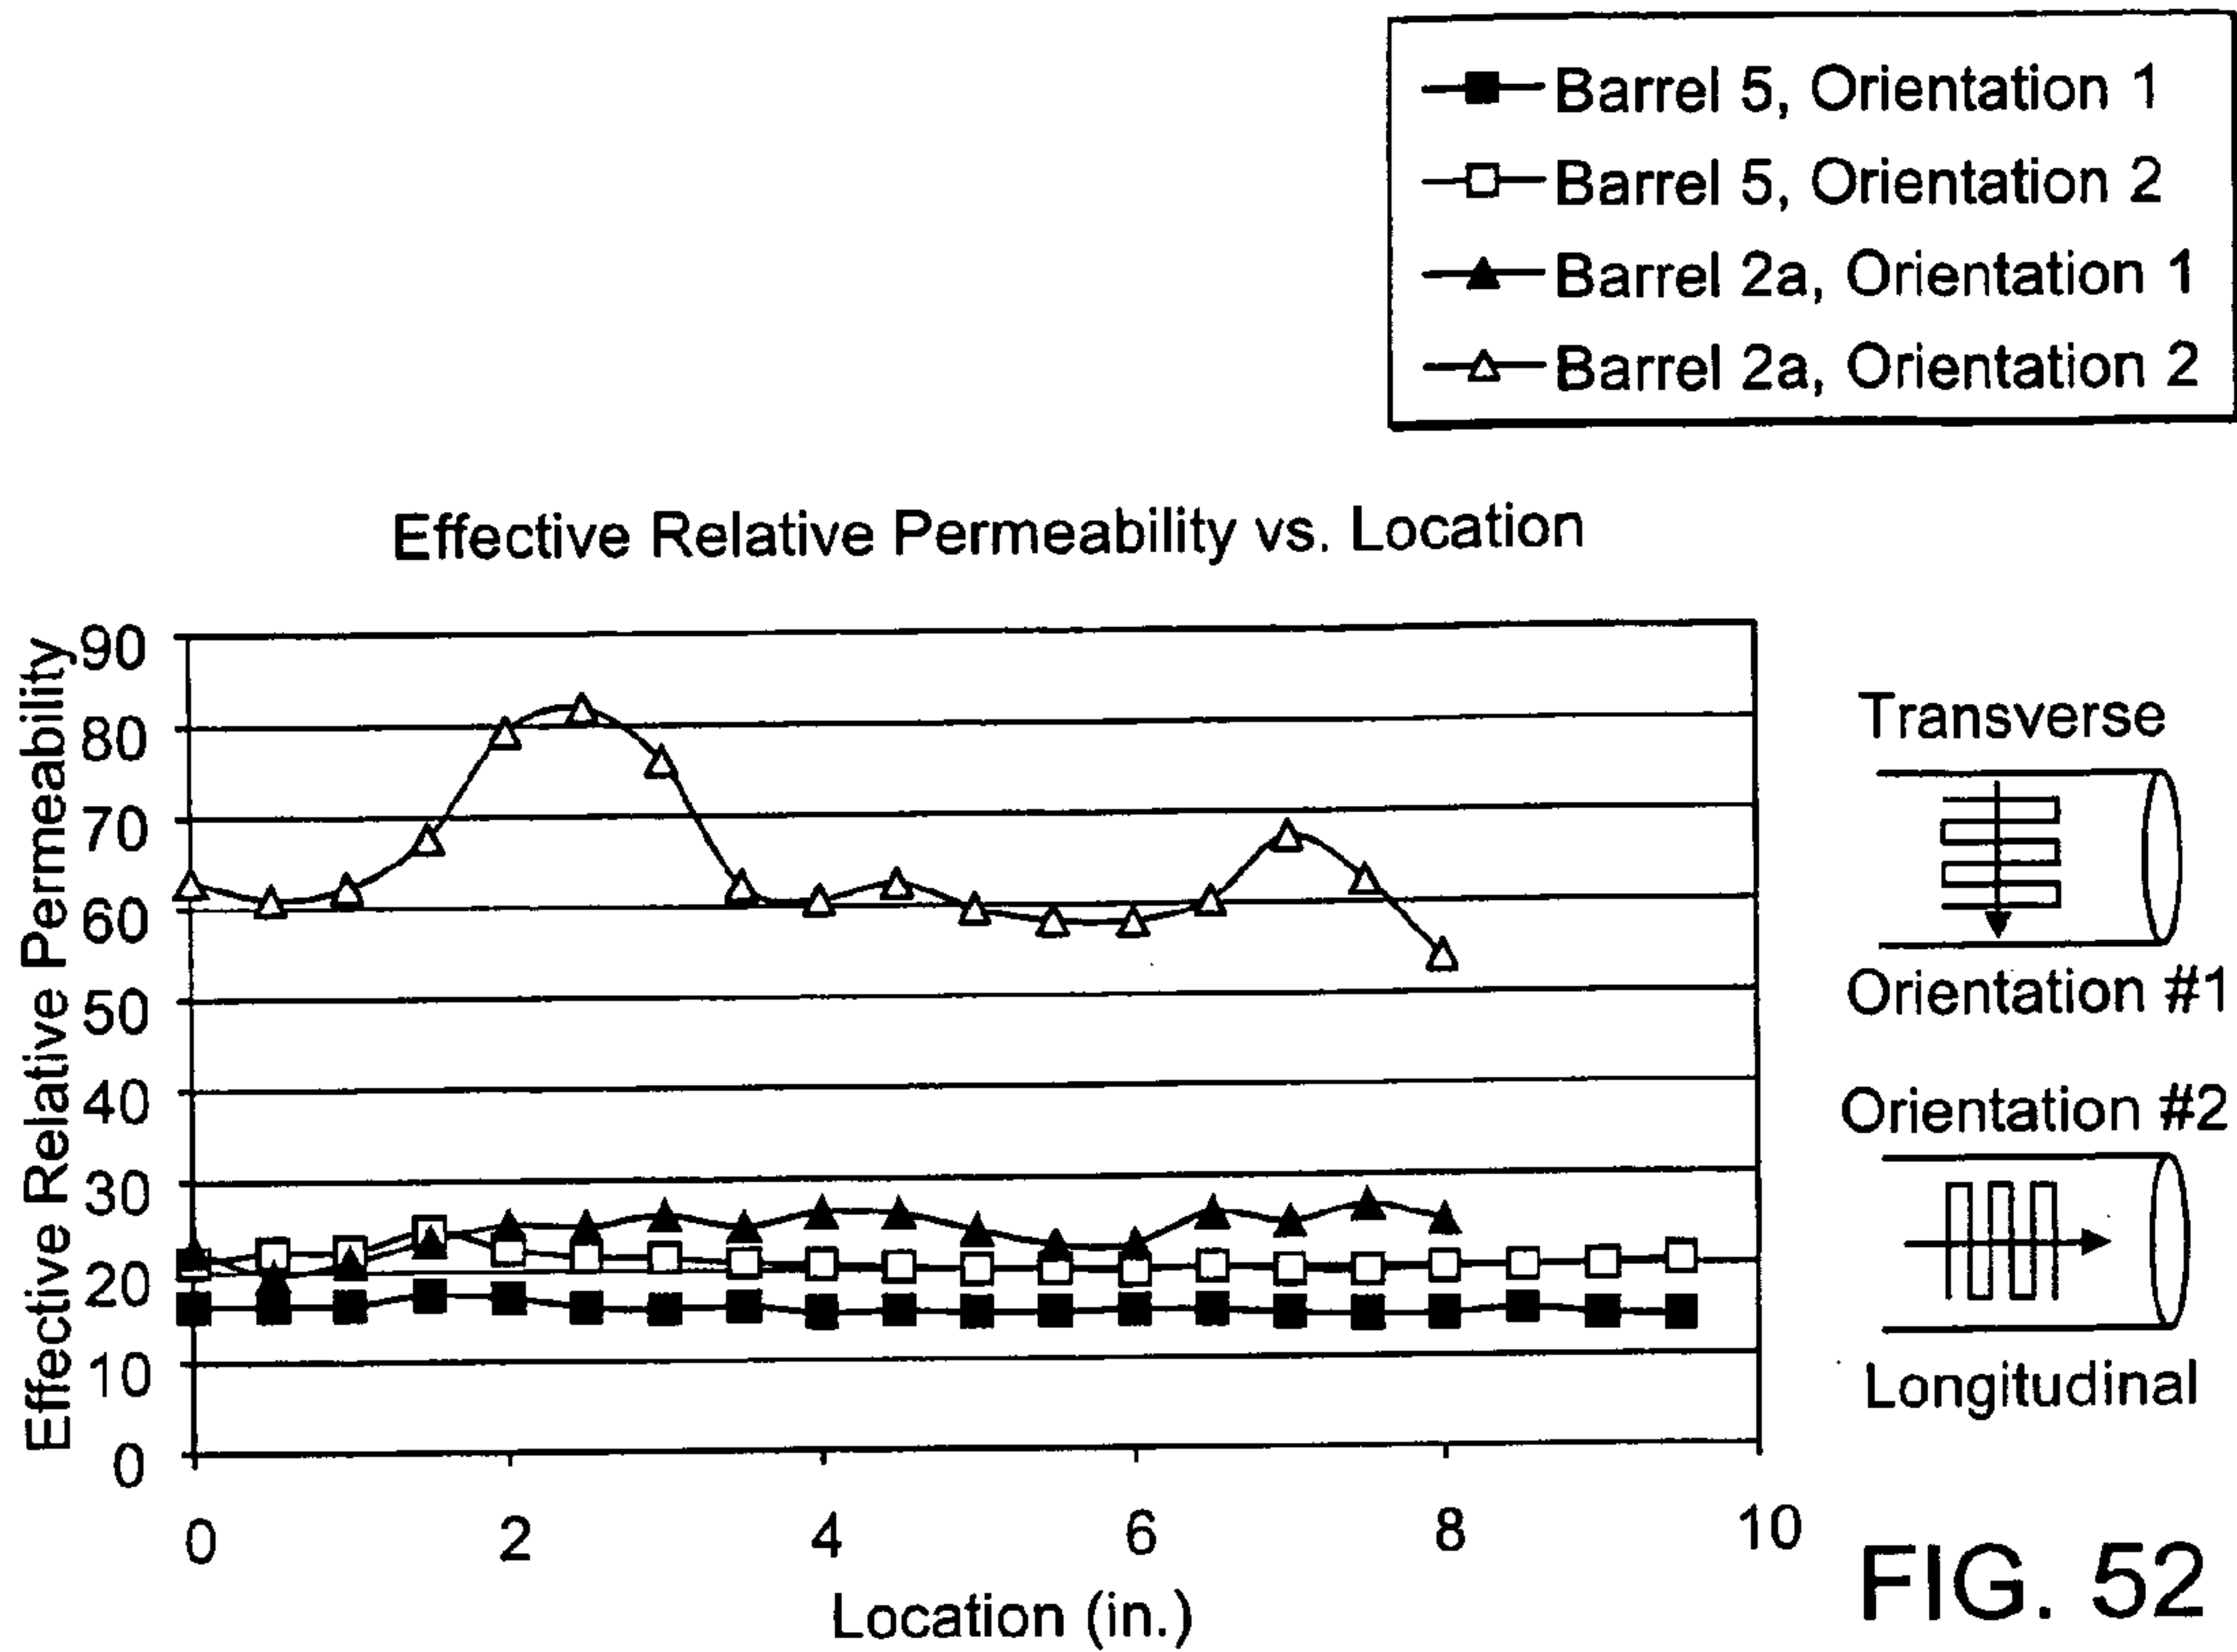 Barrel 5, Orientation 1
Barrel 5, Orientation 2
Barrel 2a, Orientation 1
Barrel 2a, Orientation 2
Effective Relative Permeability vs. Location
Effective Relative Permeability
90
80
70
60
50
40
30
20
10
0
0 2 4 6 8 10
Location (in.)
Transverse
Orientation #1
Orientation #2
Longitudinal
FIG. 52